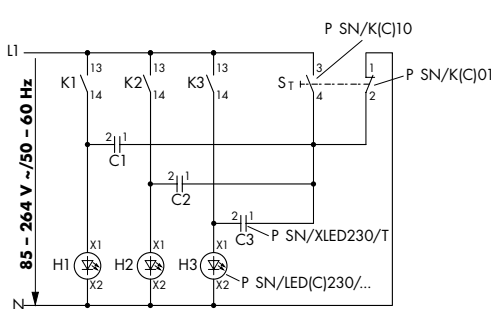 P SN/K(C)10
L1
13 13 13 3 1
K1 K2 K3 ST P SN/K(C)01
14 14 14 4 2
85 – 264 V ~/50 – 60 Hz
2 1
C1
2 1
C2
2 1
C3 P SN/XLED230/T
X1 X1 X1
H1 H2 H3
X2 X2 X2 P SN/LED(C)230/...
N